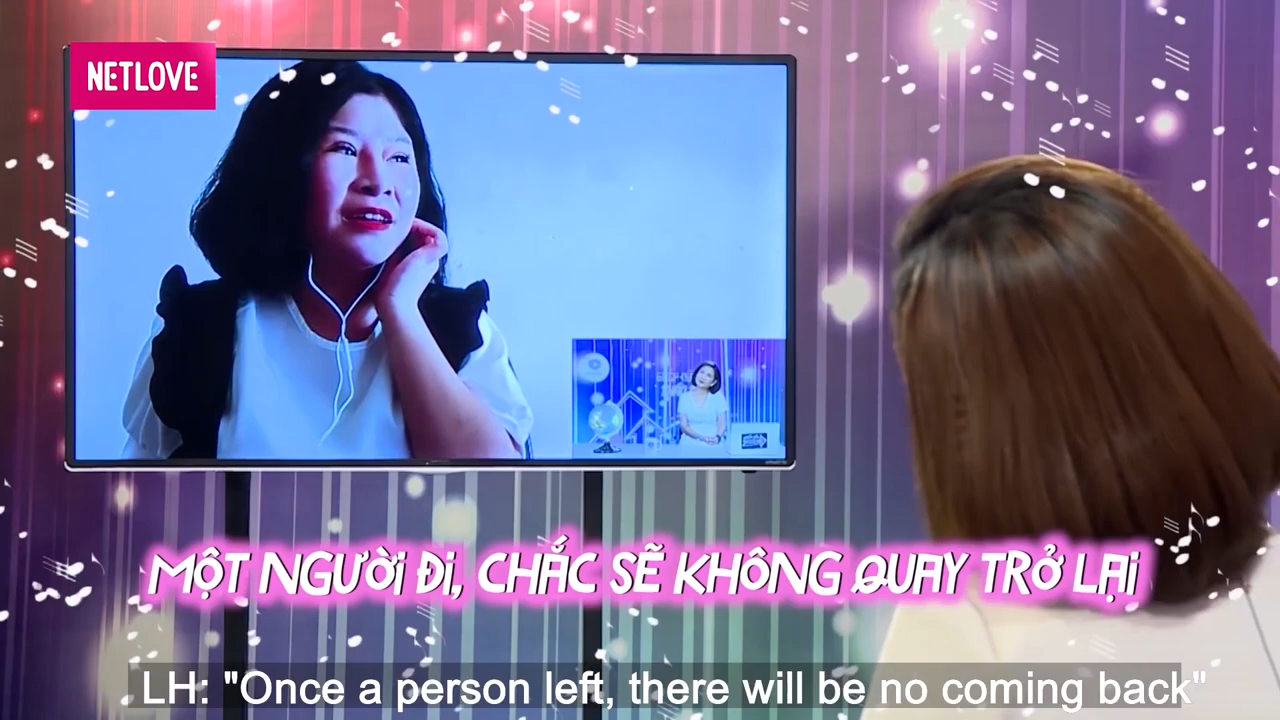 NETLOVE
MỘT NGƯỜI ĐI, CHẮC SẼ KHÔNG QUAY TRỞ LẠI
LH: "Once a person left, there will be no coming back"